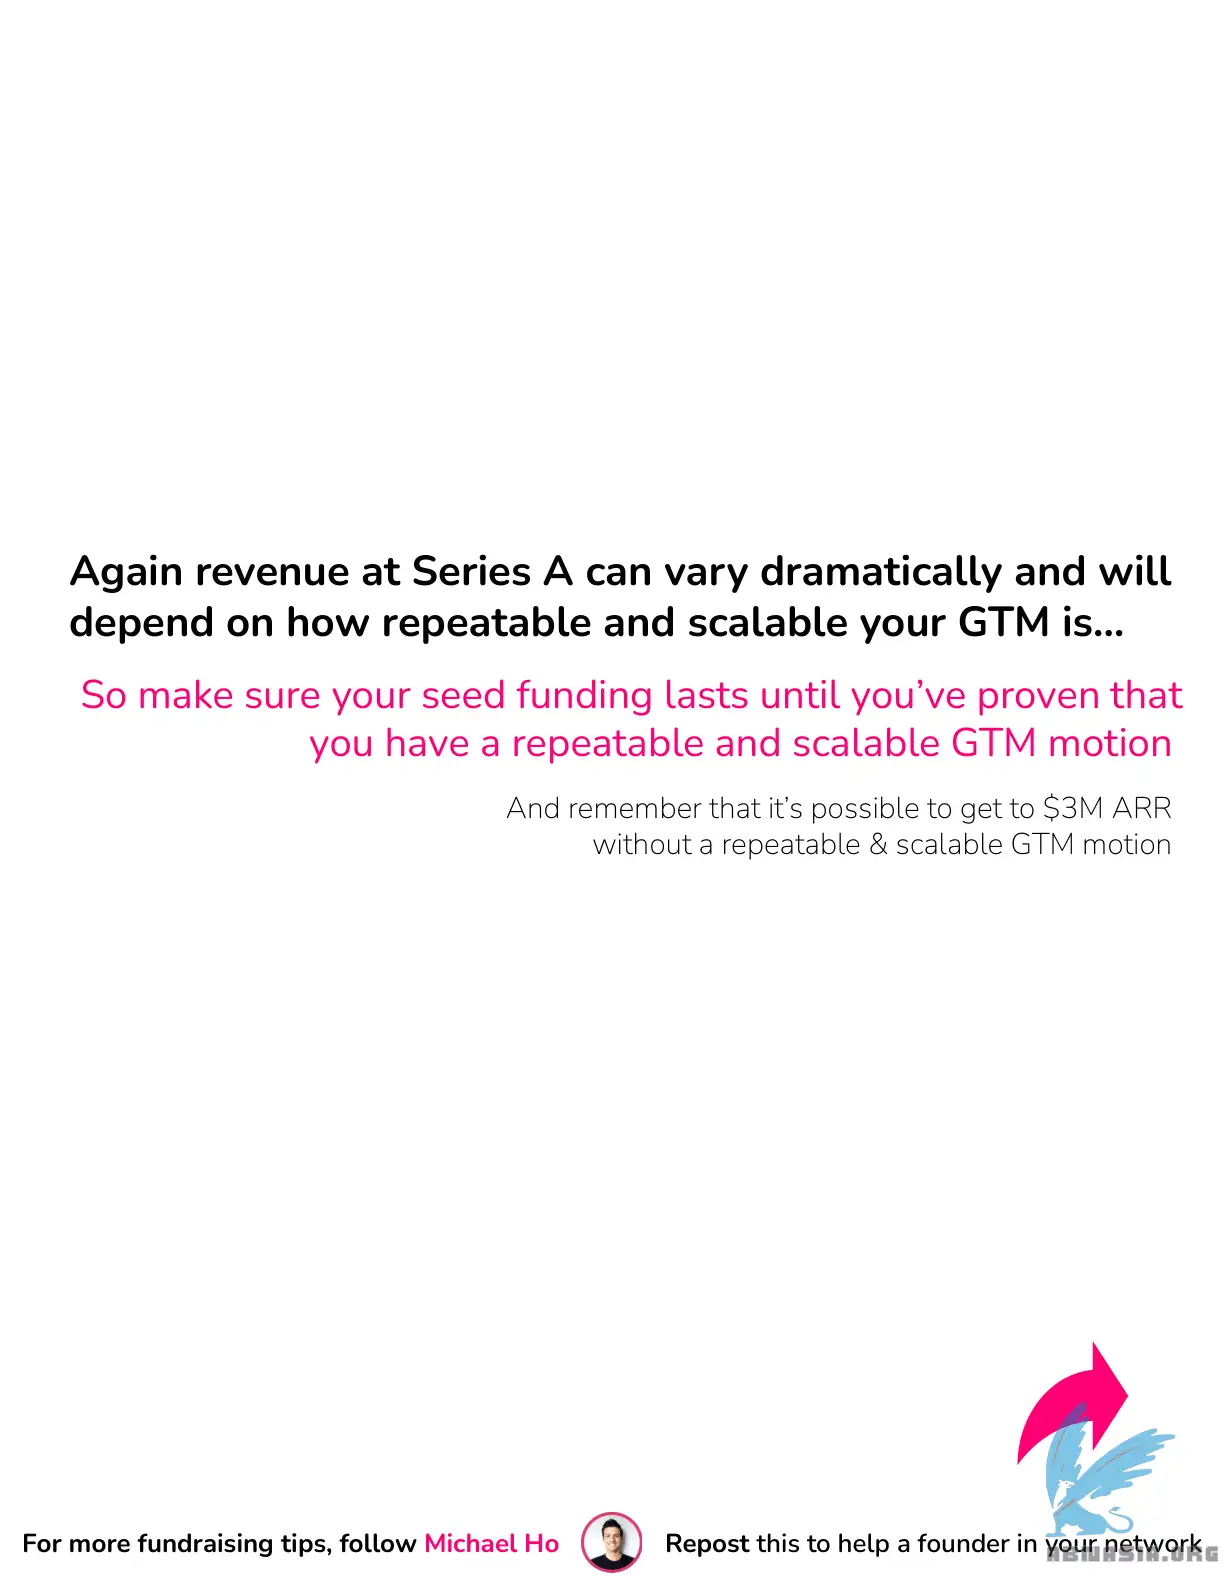 Again revenue at Series A can vary dramatically and will
depend on how repeatable and scalable your GTM is...
So make sure your seed funding lasts until you’ve proven that
you have a repeatable and scalable GTM motion
And remember that it’s possible to get to $3M ARR
without a repeatable & scalable GTM motion
For more fundraising tips, follow Michael Ho
Repost this to help a founder in your network
ABMASIA.ORG